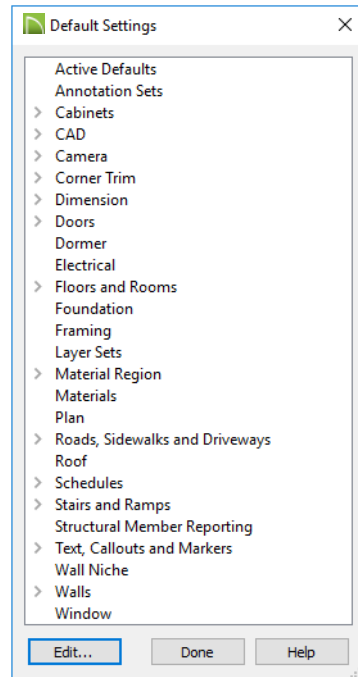 Default Settings
Active Defaults
Annotation Sets
Cabinets
CAD
Camera
Corner Trim
Dimension
Doors
Dormer
Electrical
Floors and Rooms
Foundation
Framing
Layer Sets
Material Region
Materials
Plan
Roads, Sidewalks and Driveways
Roof
Schedules
Stairs and Ramps
Structural Member Reporting
Text, Callouts and Markers
Wall Niche
Walls
Window
Edit... Done Help